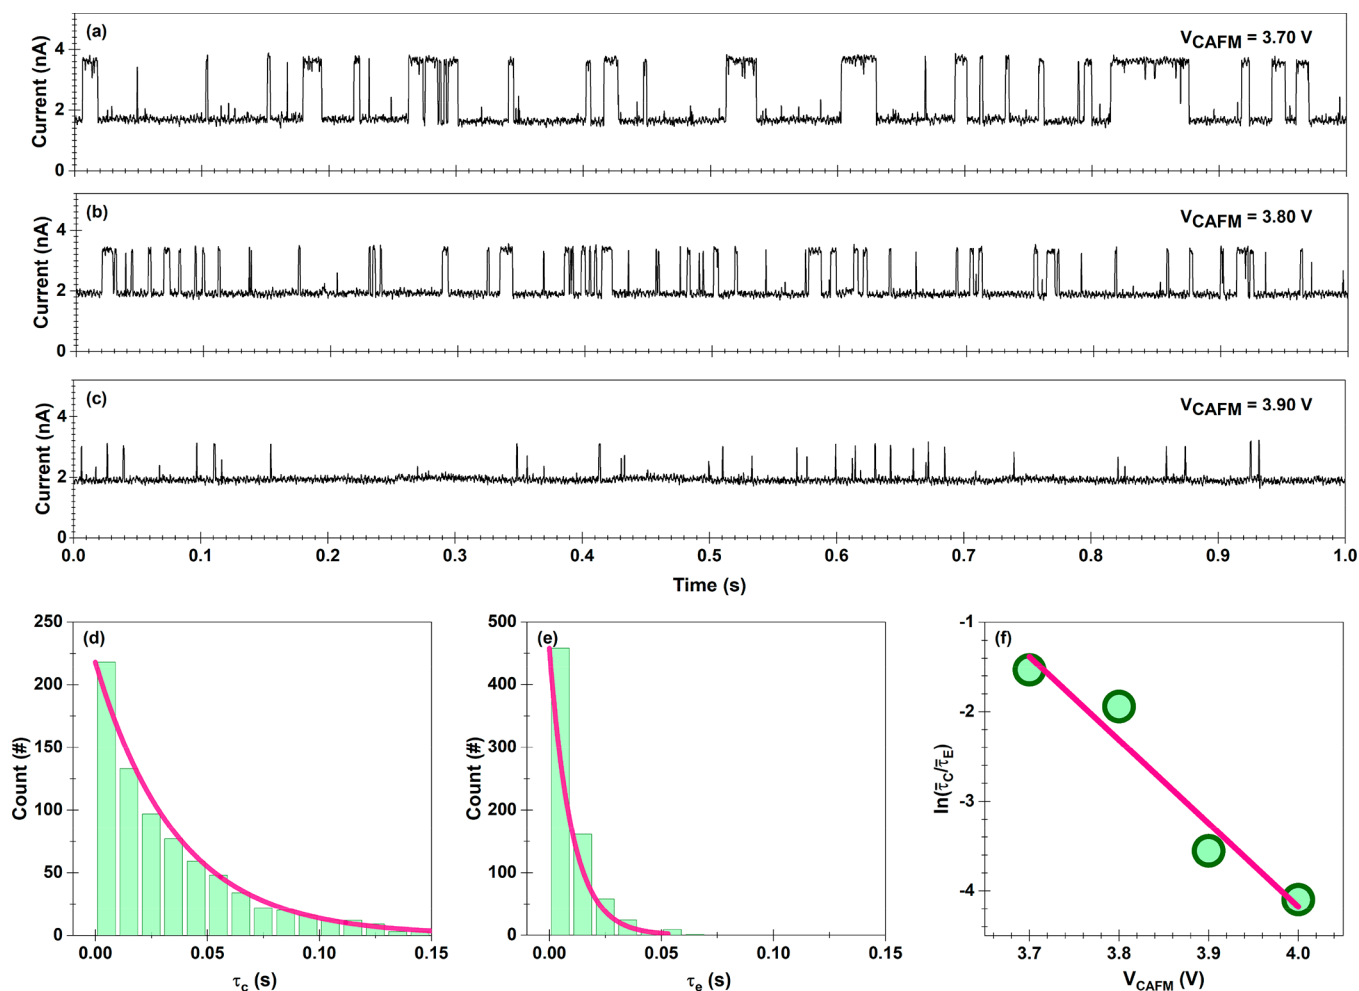 (a)
V_CAFM = 3.70 V
Current (nA)
4
2
0
(b)
V_CAFM = 3.80 V
Current (nA)
4
2
0
(c)
V_CAFM = 3.90 V
Current (nA)
4
2
0
0.0 0.1 0.2 0.3 0.4 0.5 0.6 0.7 0.8 0.9 1.0
Time (s)
(d)
Count (#)
250
200
150
100
50
0
0.00 0.05 0.10 0.15
τ_c (s)
(e)
Count (#)
500
400
300
200
100
0
0.00 0.05 0.10 0.15
τ_e (s)
(f)
ln(τ̄_C/τ̄_E)
-1
-2
-3
-4
3.7 3.8 3.9 4.0
V_CAFM (V)